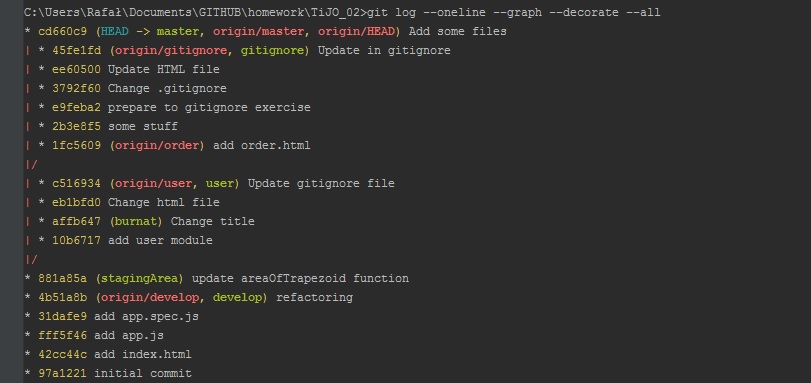 C:\Users\Rafał\Documents\GITHUB\homework\TiJO_02>git log --oneline --graph --decorate --all
* cd660c9 (HEAD -> master, origin/master, origin/HEAD) Add some files
| * 45fe1fd (origin/gitignore, gitignore) Update in gitignore
| * ee60500 Update HTML file
| * 3792f60 Change .gitignore
| * e9feba2 prepare to gitignore exercise
| * 2b3e8f5 some stuff
| * 1fc5609 (origin/order) add order.html
|/
| * c516934 (origin/user, user) Update gitignore file
| * eb1bfd0 Change html file
| * affb647 (burnat) Change title
| * 10b6717 add user module
|/
* 881a85a (stagingArea) update areaOfTrapezoid function
* 4b51a8b (origin/develop, develop) refactoring
* 31dafe9 add app.spec.js
* fff5f46 add app.js
* 42cc44c add index.html
* 97a1221 initial commit